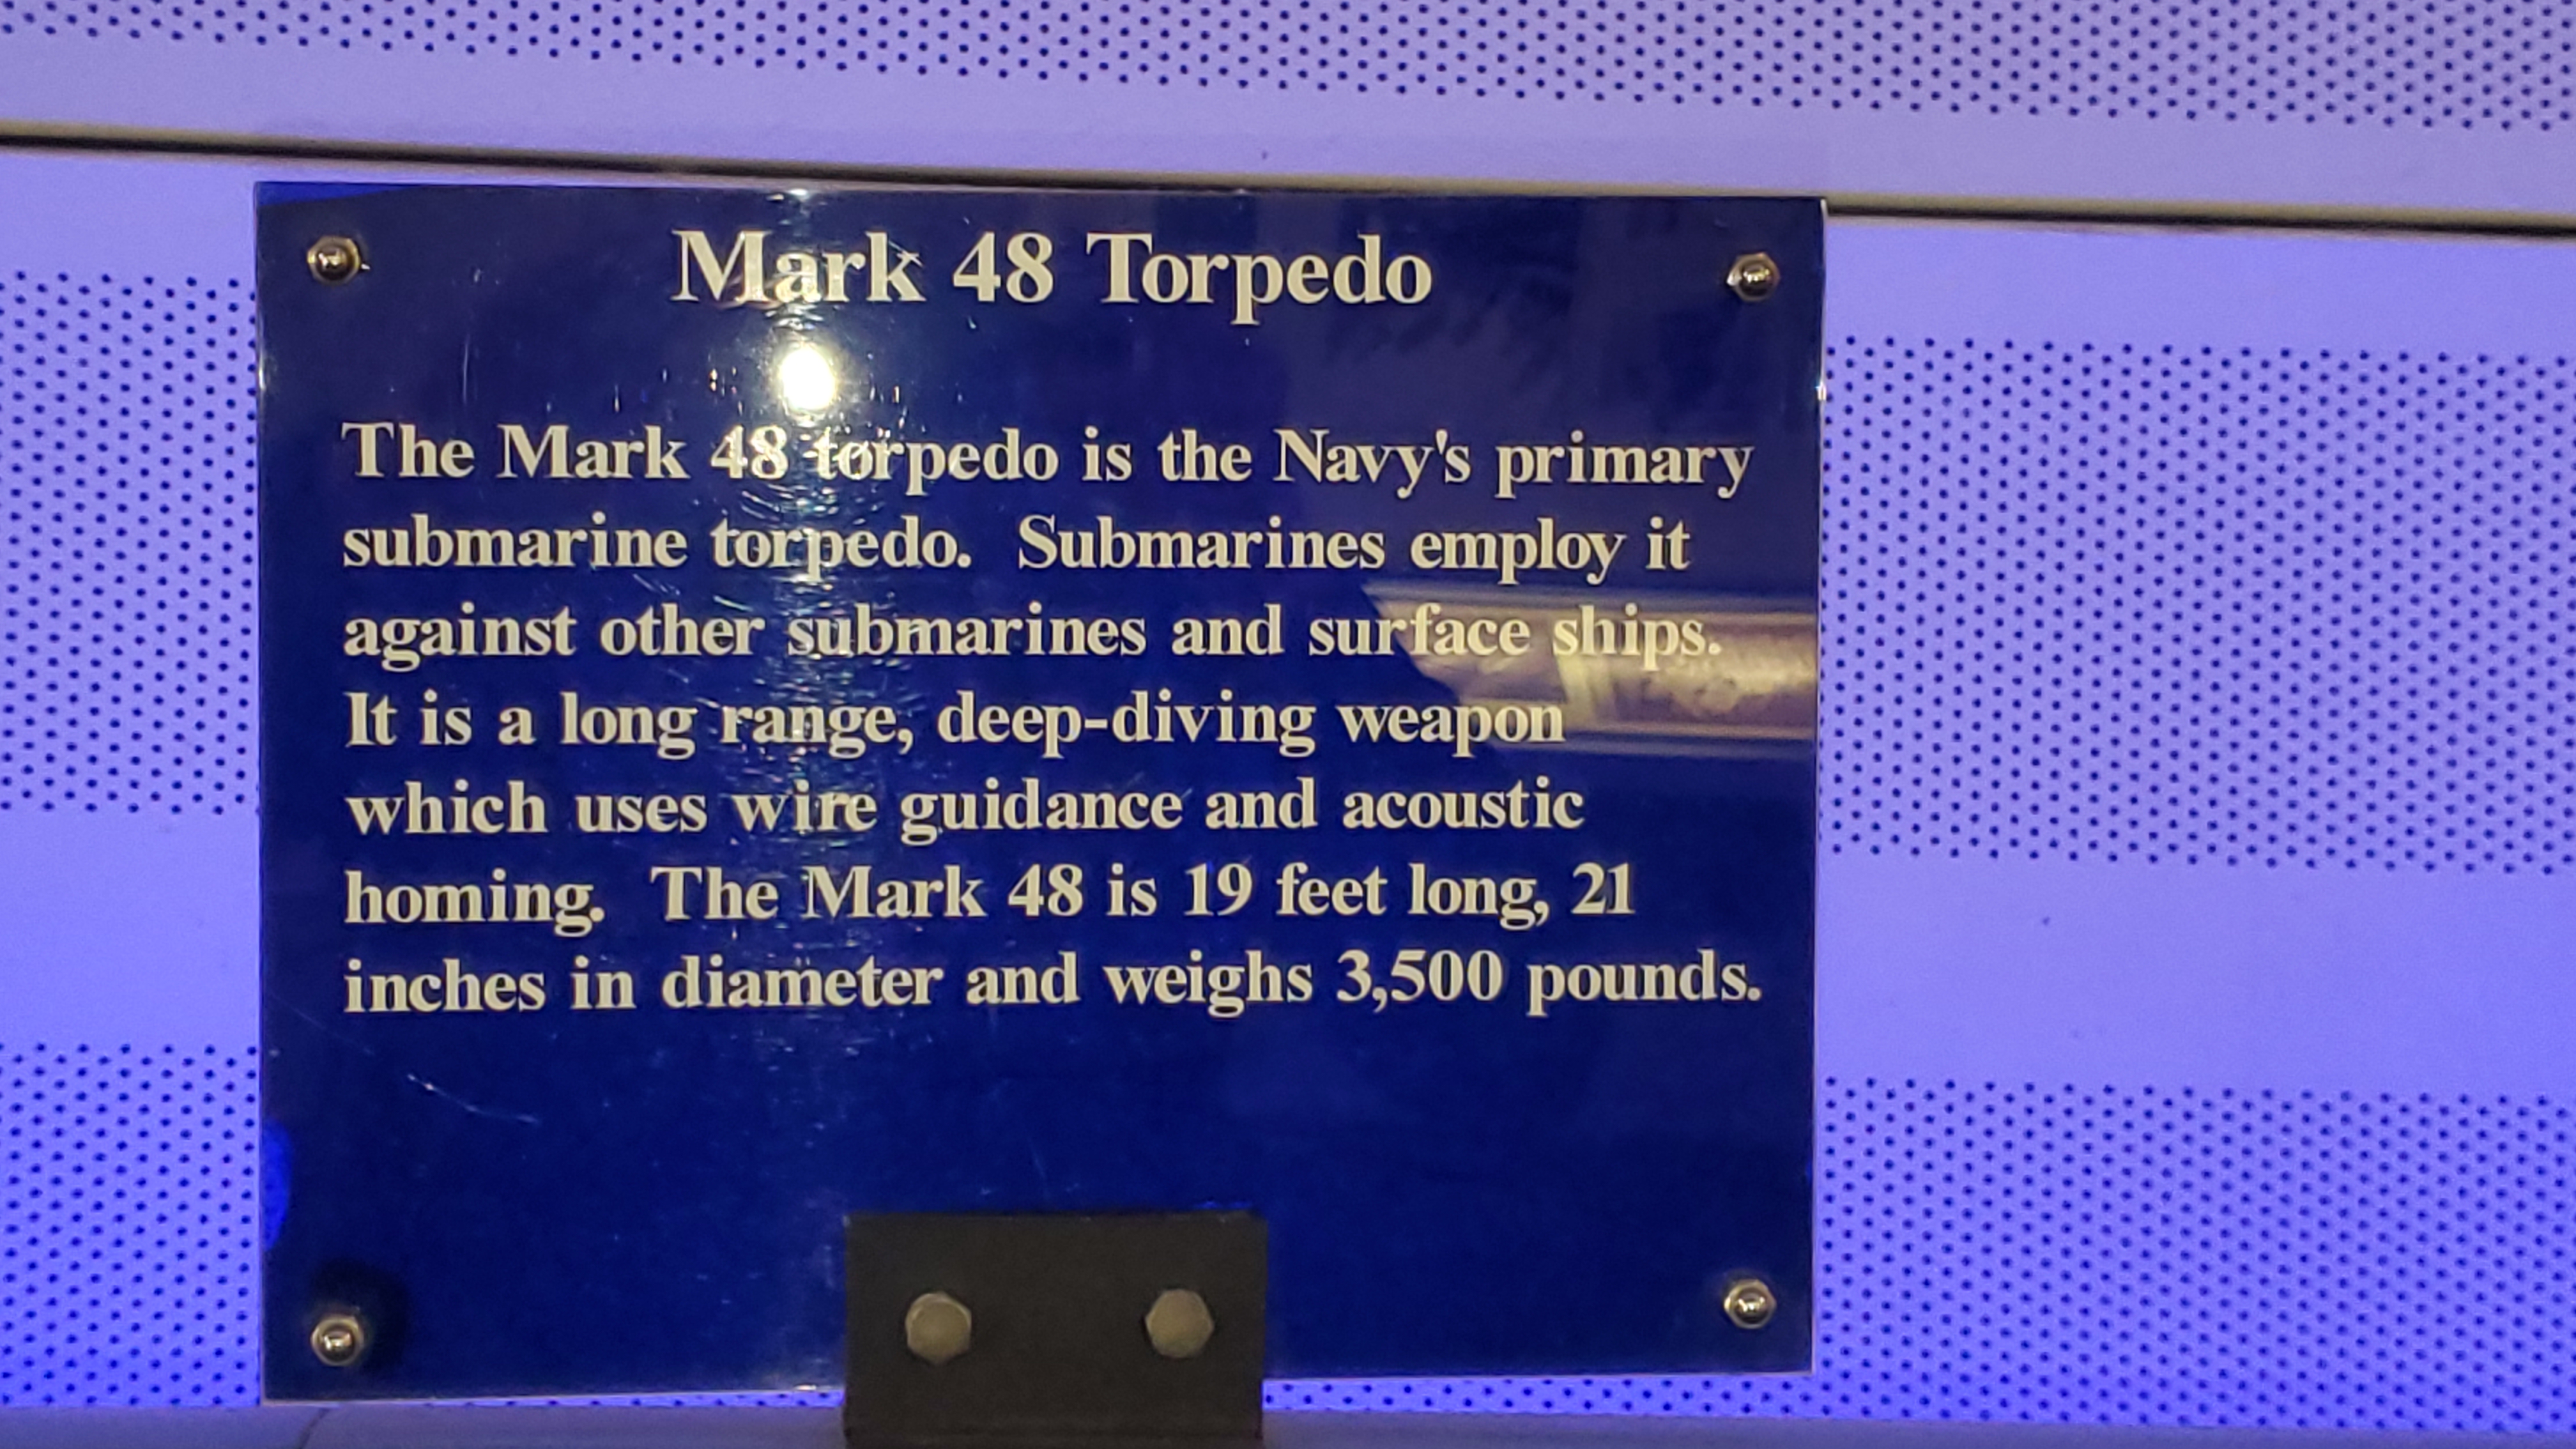 Mark 48 Torpedo
The Mark 48 torpedo is the Navy's primary
submarine torpedo.  Submarines employ it
against other submarines and surface ships.
It is a long range, deep-diving weapon
which uses wire guidance and acoustic
homing.  The Mark 48 is 19 feet long, 21
inches in diameter and weighs 3,500 pounds.